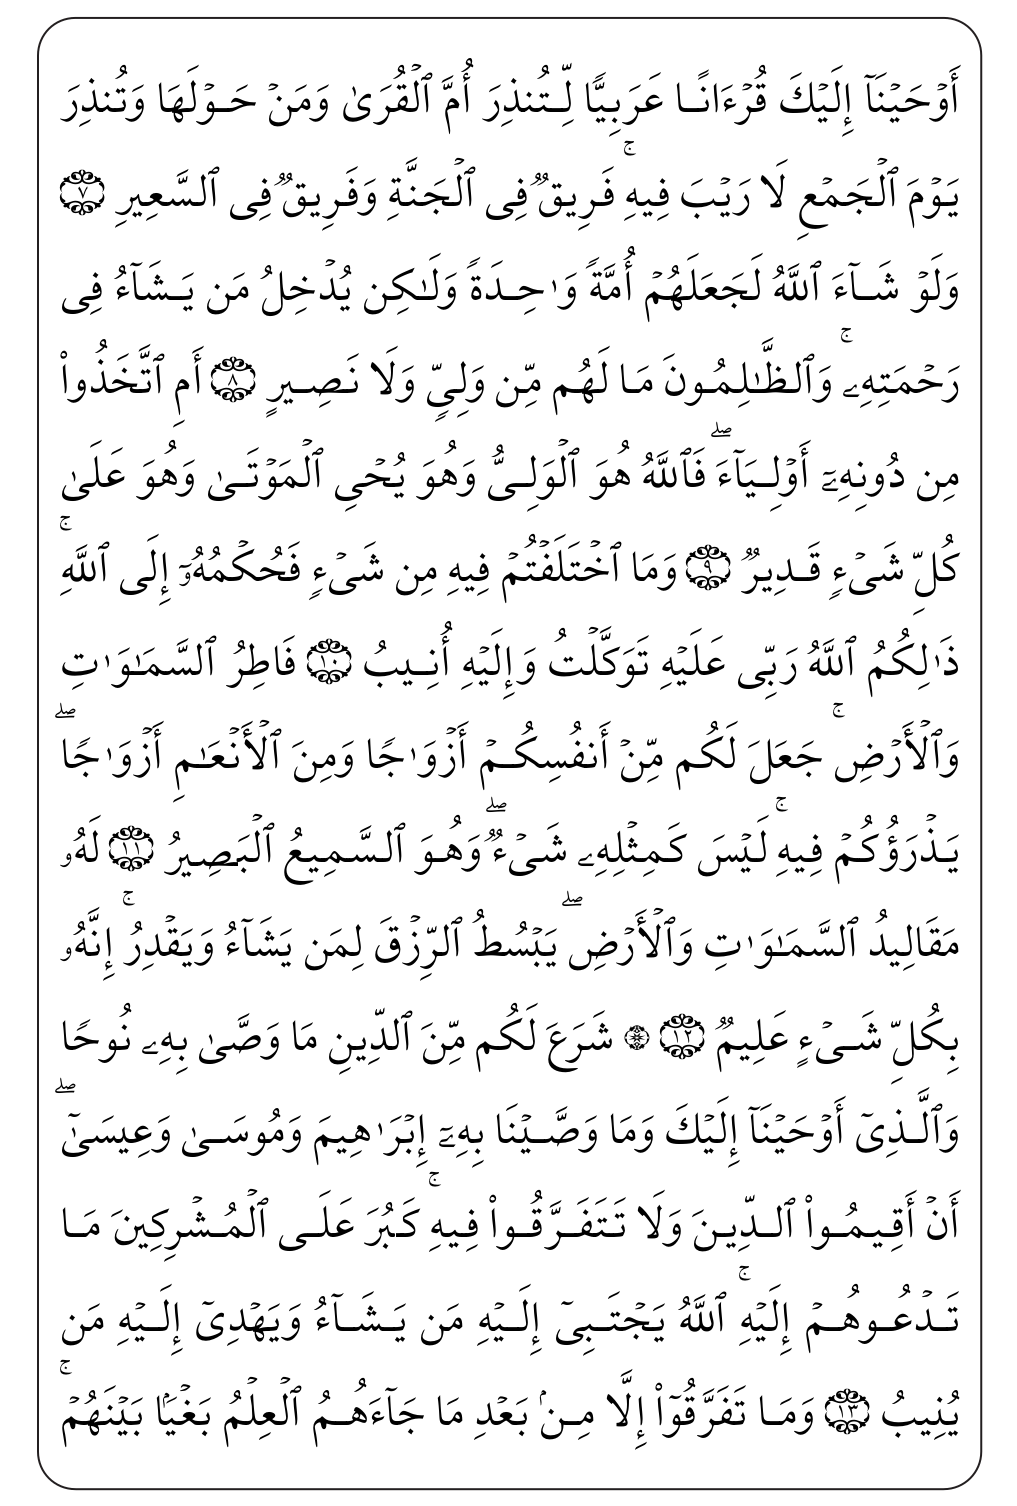 أَوۡحَيۡنَآ إِلَيۡكَ قُرۡءَانًا عَرَبِيًّا لِّتُنذِرَ أُمَّ ٱلۡقُرَىٰ وَمَنۡ حَوۡلَهَا وَتُنذِرَ
يَوۡمَ ٱلۡجَمۡعِ لَا رَيۡبَ فِيهِۚ فَرِيقٞ فِي ٱلۡجَنَّةِ وَفَرِيقٞ فِي ٱلسَّعِيرِ ٧
وَلَوۡ شَآءَ ٱللَّهُ لَجَعَلَهُمۡ أُمَّةٗ وَٰحِدَةٗ وَلَٰكِن يُدۡخِلُ مَن يَشَآءُ فِي
رَحۡمَتِهِۦۚ وَٱلظَّٰلِمُونَ مَا لَهُم مِّن وَلِيّٖ وَلَا نَصِيرٍ ٨ أَمِ ٱتَّخَذُواْ
مِن دُونِهِۦٓ أَوۡلِيَآءَۖ فَٱللَّهُ هُوَ ٱلۡوَلِيُّ وَهُوَ يُحۡيِ ٱلۡمَوۡتَىٰ وَهُوَ عَلَىٰ
كُلِّ شَيۡءٖ قَدِيرٞ ٩ وَمَا ٱخۡتَلَفۡتُمۡ فِيهِ مِن شَيۡءٖ فَحُكۡمُهُۥٓ إِلَى ٱللَّهِۚ
ذَٰلِكُمُ ٱللَّهُ رَبِّي عَلَيۡهِ تَوَكَّلۡتُ وَإِلَيۡهِ أُنِيبُ ١٠ فَاطِرُ ٱلسَّمَٰوَٰتِ
وَٱلۡأَرۡضِۚ جَعَلَ لَكُم مِّنۡ أَنفُسِكُمۡ أَزۡوَٰجٗا وَمِنَ ٱلۡأَنۡعَٰمِ أَزۡوَٰجٗاۖ
يَذۡرَؤُكُمۡ فِيهِۚ لَيۡسَ كَمِثۡلِهِۦ شَيۡءٞۖ وَهُوَ ٱلسَّمِيعُ ٱلۡبَصِيرُ ١١ لَهُۥ
مَقَالِيدُ ٱلسَّمَٰوَٰتِ وَٱلۡأَرۡضِۖ يَبۡسُطُ ٱلرِّزۡقَ لِمَن يَشَآءُ وَيَقۡدِرُۚ إِنَّهُۥ
بِكُلِّ شَيۡءٍ عَلِيمٞ ١٢ ۞ شَرَعَ لَكُم مِّنَ ٱلدِّينِ مَا وَصَّىٰ بِهِۦ نُوحٗا
وَٱلَّذِيٓ أَوۡحَيۡنَآ إِلَيۡكَ وَمَا وَصَّيۡنَا بِهِۦٓ إِبۡرَٰهِيمَ وَمُوسَىٰ وَعِيسَىٰٓۖ
أَنۡ أَقِيمُواْ ٱلدِّينَ وَلَا تَتَفَرَّقُواْ فِيهِۚ كَبُرَ عَلَى ٱلۡمُشۡرِكِينَ مَا
تَدۡعُوهُمۡ إِلَيۡهِۚ ٱللَّهُ يَجۡتَبِيٓ إِلَيۡهِ مَن يَشَآءُ وَيَهۡدِيٓ إِلَيۡهِ مَن
يُنِيبُ ١٣ وَمَا تَفَرَّقُوٓاْ إِلَّا مِنۢ بَعۡدِ مَا جَآءَهُمُ ٱلۡعِلۡمُ بَغۡيَۢا بَيۡنَهُمۡۚ